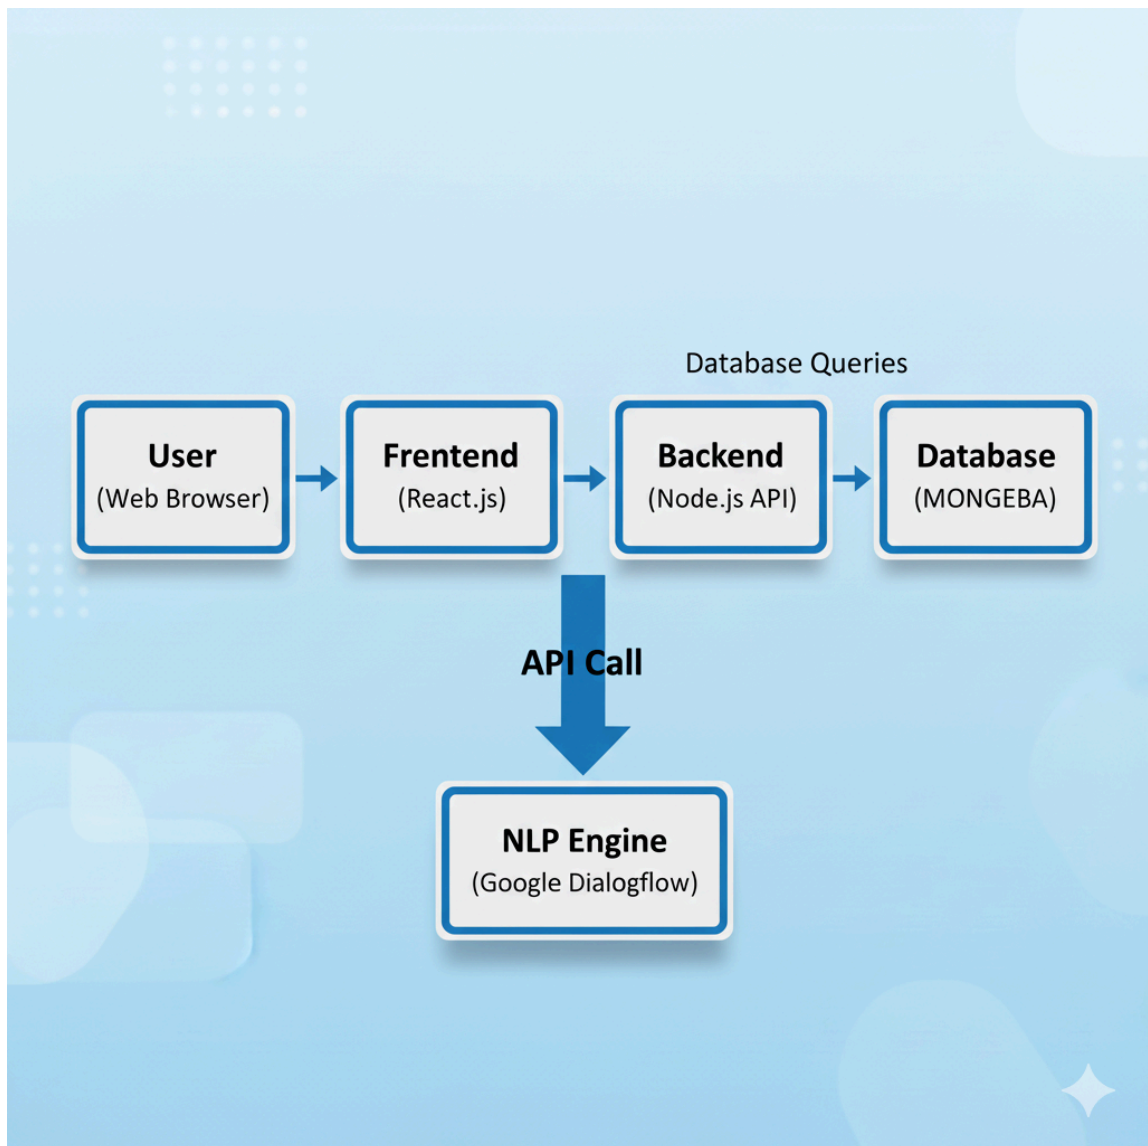 Database Queries
User
(Web Browser)
Frentend
(React.js)
Backend
(Node.js API)
Database
(MONGEBA)
API Call
NLP Engine
(Google Dialogflow)